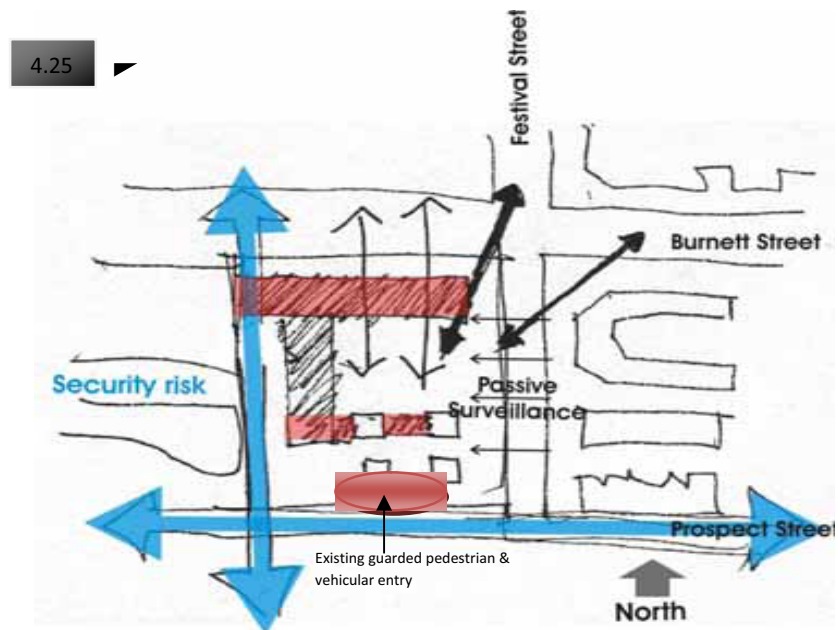 4.25
Festival Street
Burnett Street
Security risk
Passive
Surveillance
Prospect Street
Existing guarded pedestrian &
vehicular entry
North